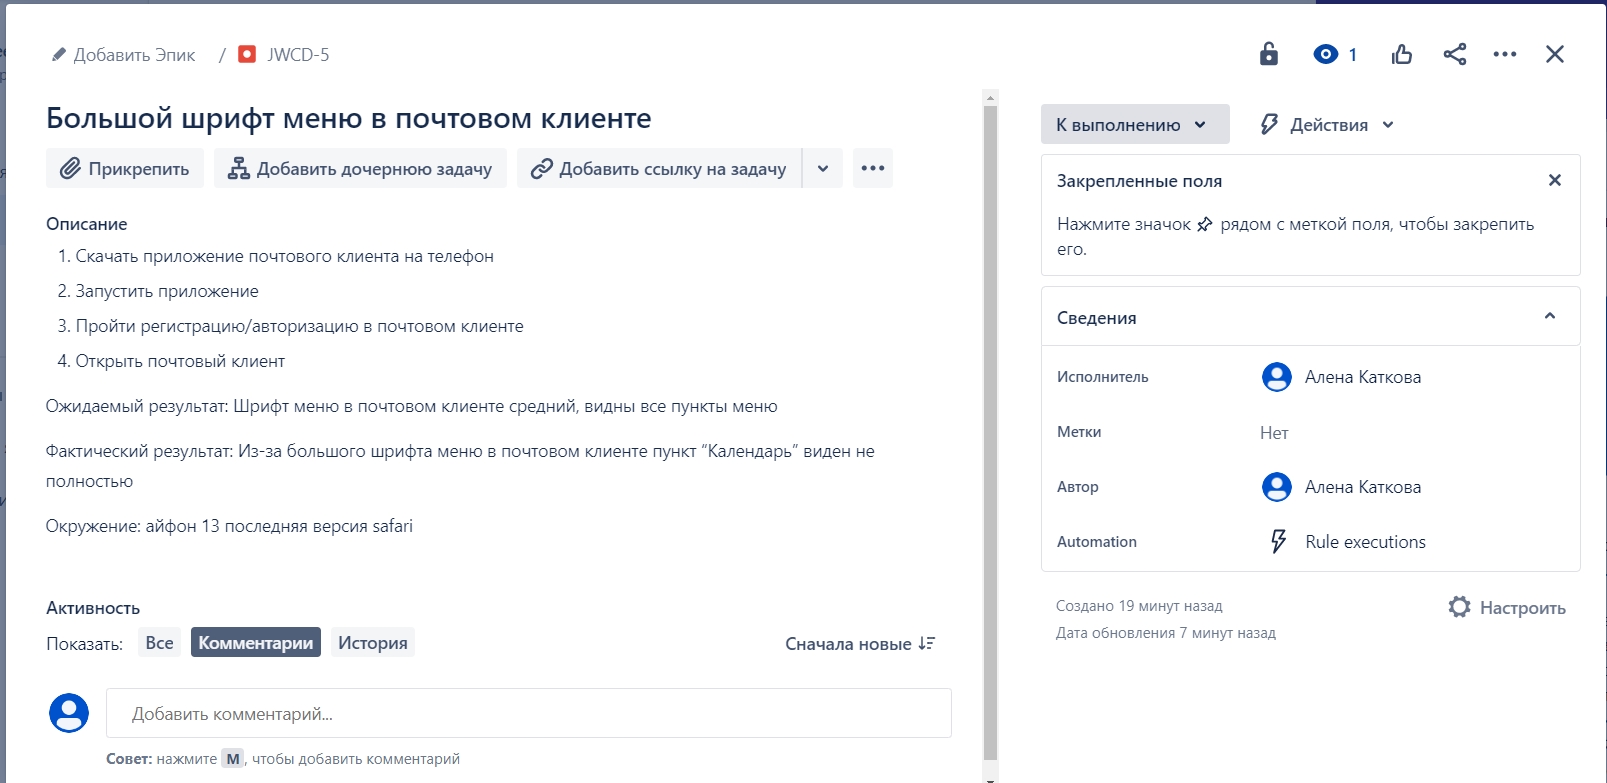 Добавить Эпик / JWCD-5
1
Большой шрифт меню в почтовом клиенте
Прикрепить
Добавить дочернюю задачу
Добавить ссылку на задачу
Описание
1. Скачать приложение почтового клиента на телефон
2. Запустить приложение
3. Пройти регистрацию/авторизацию в почтовом клиенте
4. Открыть почтовый клиент
Ожидаемый результат: Шрифт меню в почтовом клиенте средний, видны все пункты меню
Фактический результат: Из-за большого шрифта меню в почтовом клиенте пункт “Календарь” виден не
полностью
Окружение: айфон 13 последняя версия safari
Активность
Показать: Все Комментарии История
Сначала новые
Добавить комментарий...
Совет: нажмите M, чтобы добавить комментарий
К выполнению
Действия
Закрепленные поля
Нажмите значок рядом с меткой поля, чтобы закрепить
его.
Сведения
Исполнитель Алена Каткова
Метки Нет
Автор Алена Каткова
Automation Rule executions
Создано 19 минут назад
Дата обновления 7 минут назад
Настроить